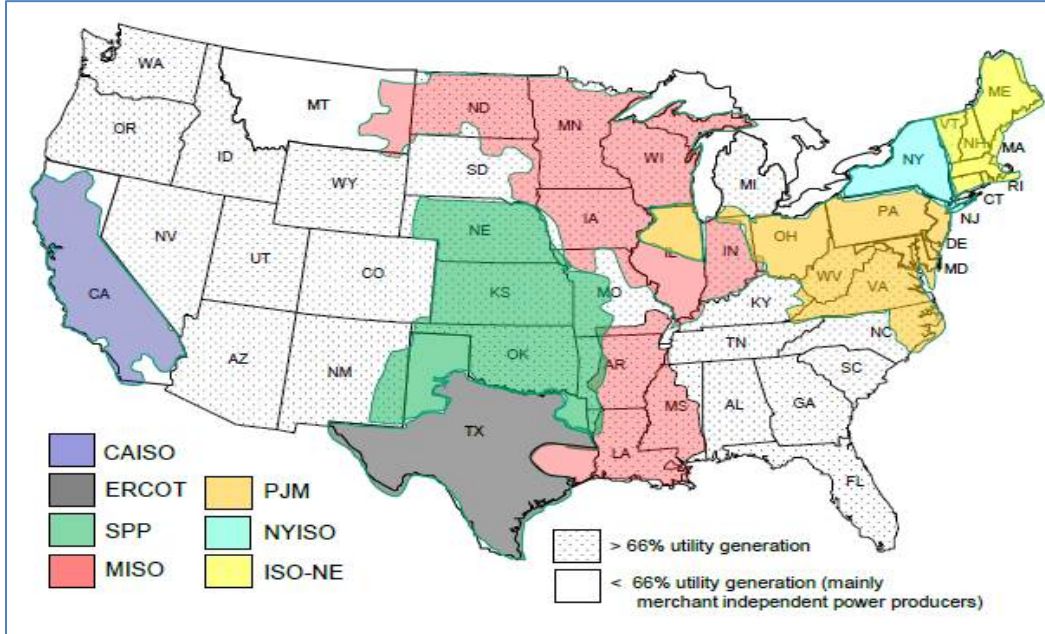 WA
MT
ND
ME
OR
MN
VT
ID
NH
MA
SD
WI
NY
WY
MI
RI
CT
IA
PA
NJ
NE
NV
OH
DE
UT
IL
IN
MD
CO
WV
CA
KS
MO
VA
KY
NC
TN
AZ
OK
AR
NM
SC
MS
AL
GA
TX
LA
FL
CAISO
ERCOT
PJM
SPP
NYISO
MISO
ISO-NE
> 66% utility generation
< 66% utility generation (mainly
merchant independent power producers)